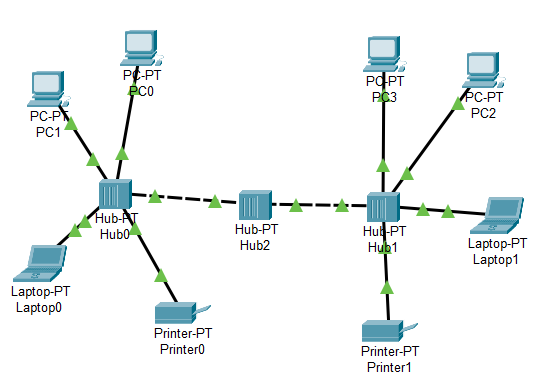 PC-PT
PC0
PC-PT
PC1
PC-PT
PC3
PC-PT
PC2
Hub-PT
Hub0
Hub-PT
Hub2
Hub-PT
Hub1
Laptop-PT
Laptop1
Laptop-PT
Laptop0
Printer-PT
Printer0
Printer-PT
Printer1